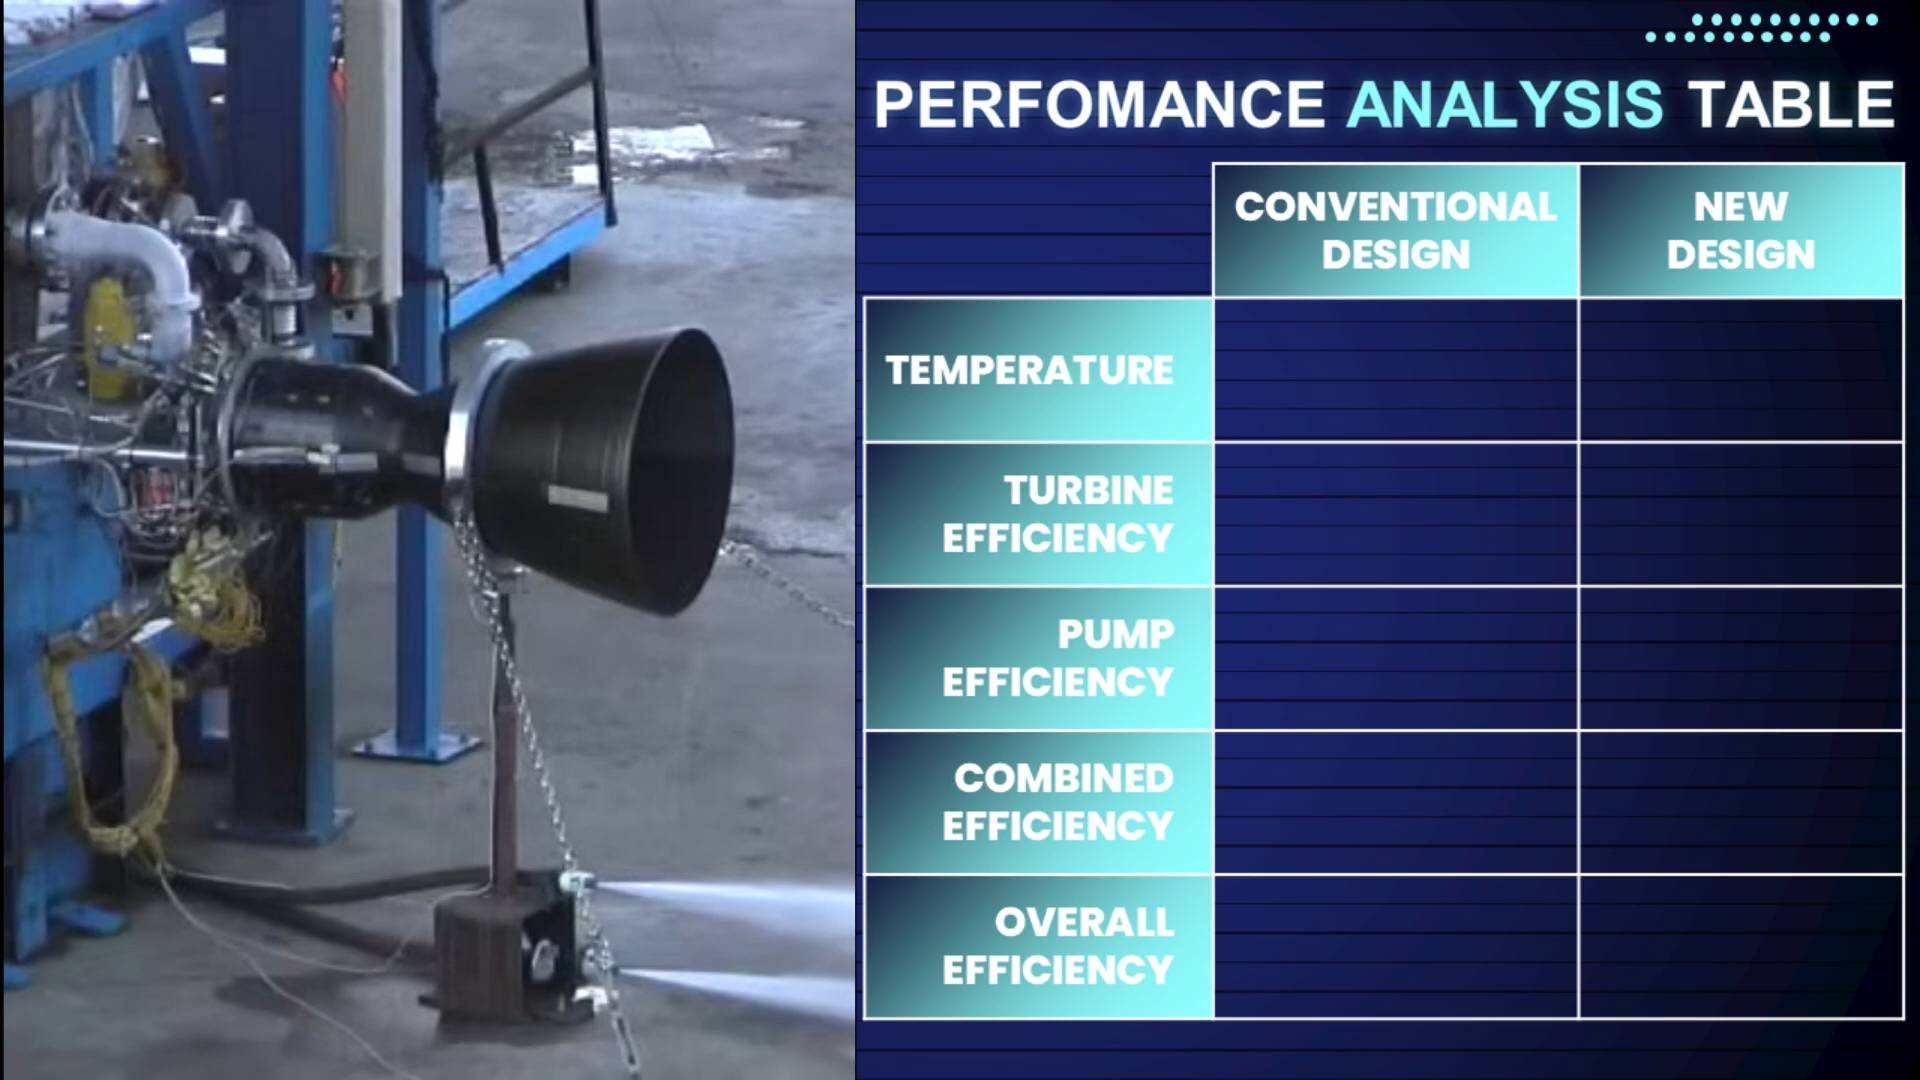 PERFOMANCE ANALYSIS TABLE
CONVENTIONAL
DESIGN
NEW
DESIGN
TEMPERATURE
TURBINE
EFFICIENCY
PUMP
EFFICIENCY
COMBINED
EFFICIENCY
OVERALL
EFFICIENCY